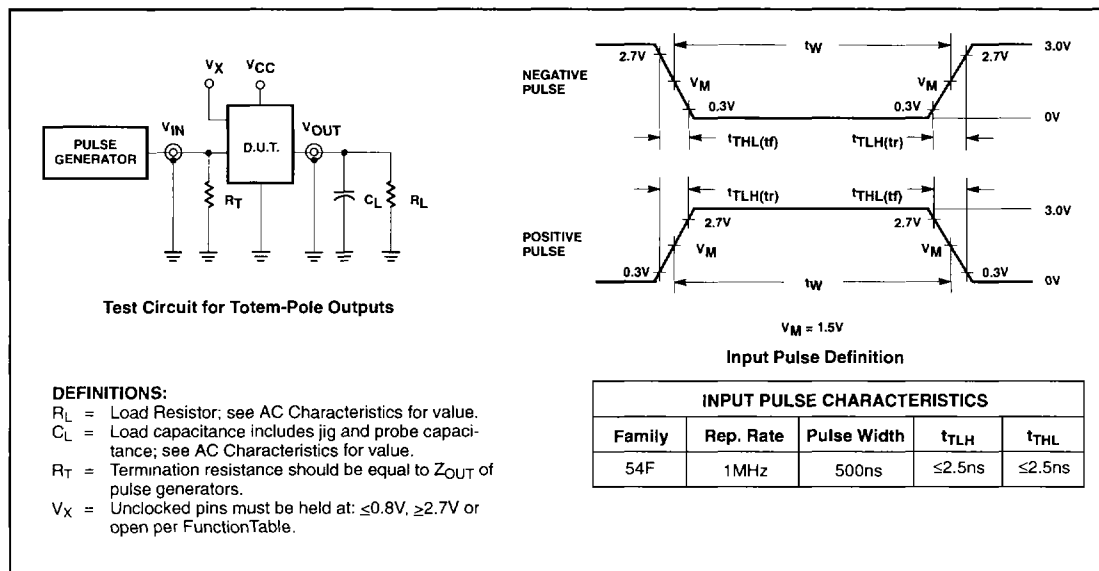 VX
VCC
VIN
VOUT
PULSE
GENERATOR
D.U.T.
RT
CL
RL
Test Circuit for Totem-Pole Outputs
NEGATIVE
PULSE
tW
3.0V
2.7V
2.7V
VM
VM
0.3V
0.3V
0V
tTHL(tf)
tTLH(tr)
tTLH(tr)
tTHL(tf)
3.0V
2.7V
2.7V
POSITIVE
PULSE
VM
VM
0.3V
0.3V
tW
0V
VM = 1.5V
Input Pulse Definition
DEFINITIONS:
RL = Load Resistor; see AC Characteristics for value.
CL = Load capacitance includes jig and probe capaci-
tance; see AC Characteristics for value.
RT = Termination resistance should be equal to ZOUT of
pulse generators.
VX = Unclocked pins must be held at: ≤0.8V, ≥2.7V or
open per FunctionTable.
INPUT PULSE CHARACTERISTICS
Family Rep. Rate Pulse Width tTLH tTHL
54F 1MHz 500ns ≤2.5ns ≤2.5ns